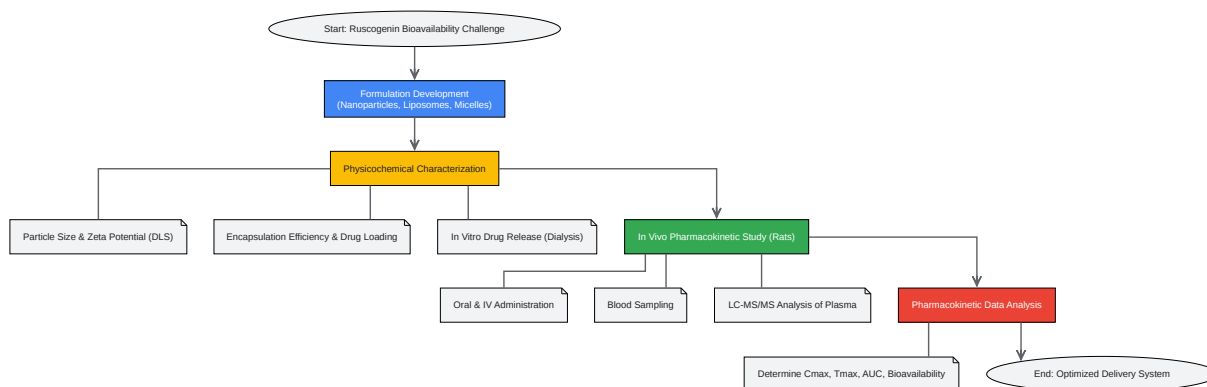 Start: Ruscogenin Bioavailability Challenge
Formulation Development
(Nanoparticles, Liposomes, Micelles)
Physicochemical Characterization
Particle Size & Zeta Potential (DLS)
Encapsulation Efficiency & Drug Loading
In Vitro Drug Release (Dialysis)
In Vivo Pharmacokinetic Study (Rats)
Oral & IV Administration
Blood Sampling
LC-MS/MS Analysis of Plasma
Pharmacokinetic Data Analysis
Determine Cmax, Tmax, AUC, Bioavailability
End: Optimized Delivery System